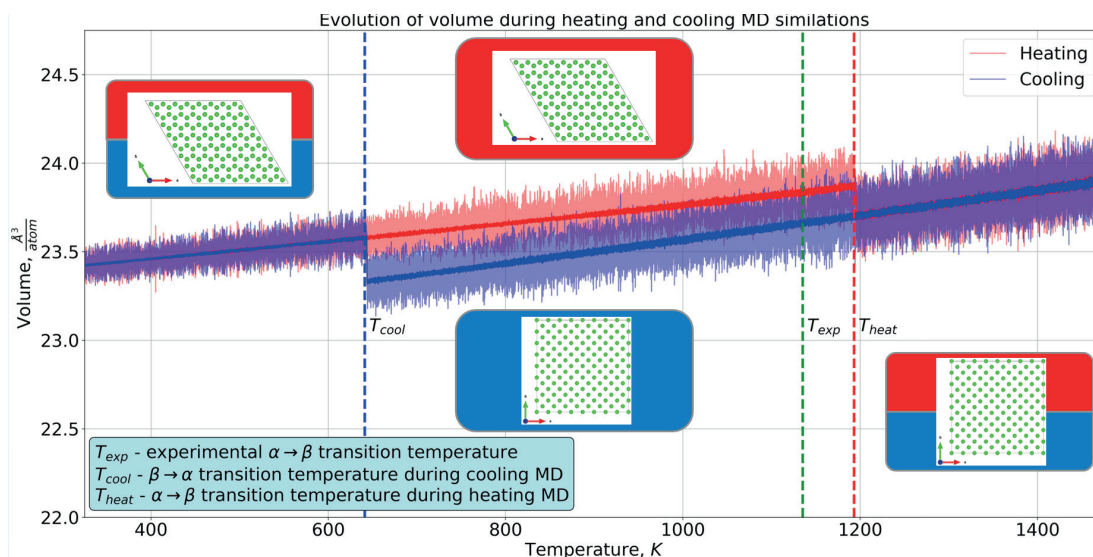 Evolution of volume during heating and cooling MD similations
Heating
Cooling
24.5
24.0
23.5
23.0
22.5
22.0
Volume, Å³/atom
T_cool
T_exp
T_heat
T_exp - experimental α→β transition temperature
T_cool - β→α transition temperature during cooling MD
T_heat - α→β transition temperature during heating MD
400 600 800 1000 1200 1400
Temperature, K